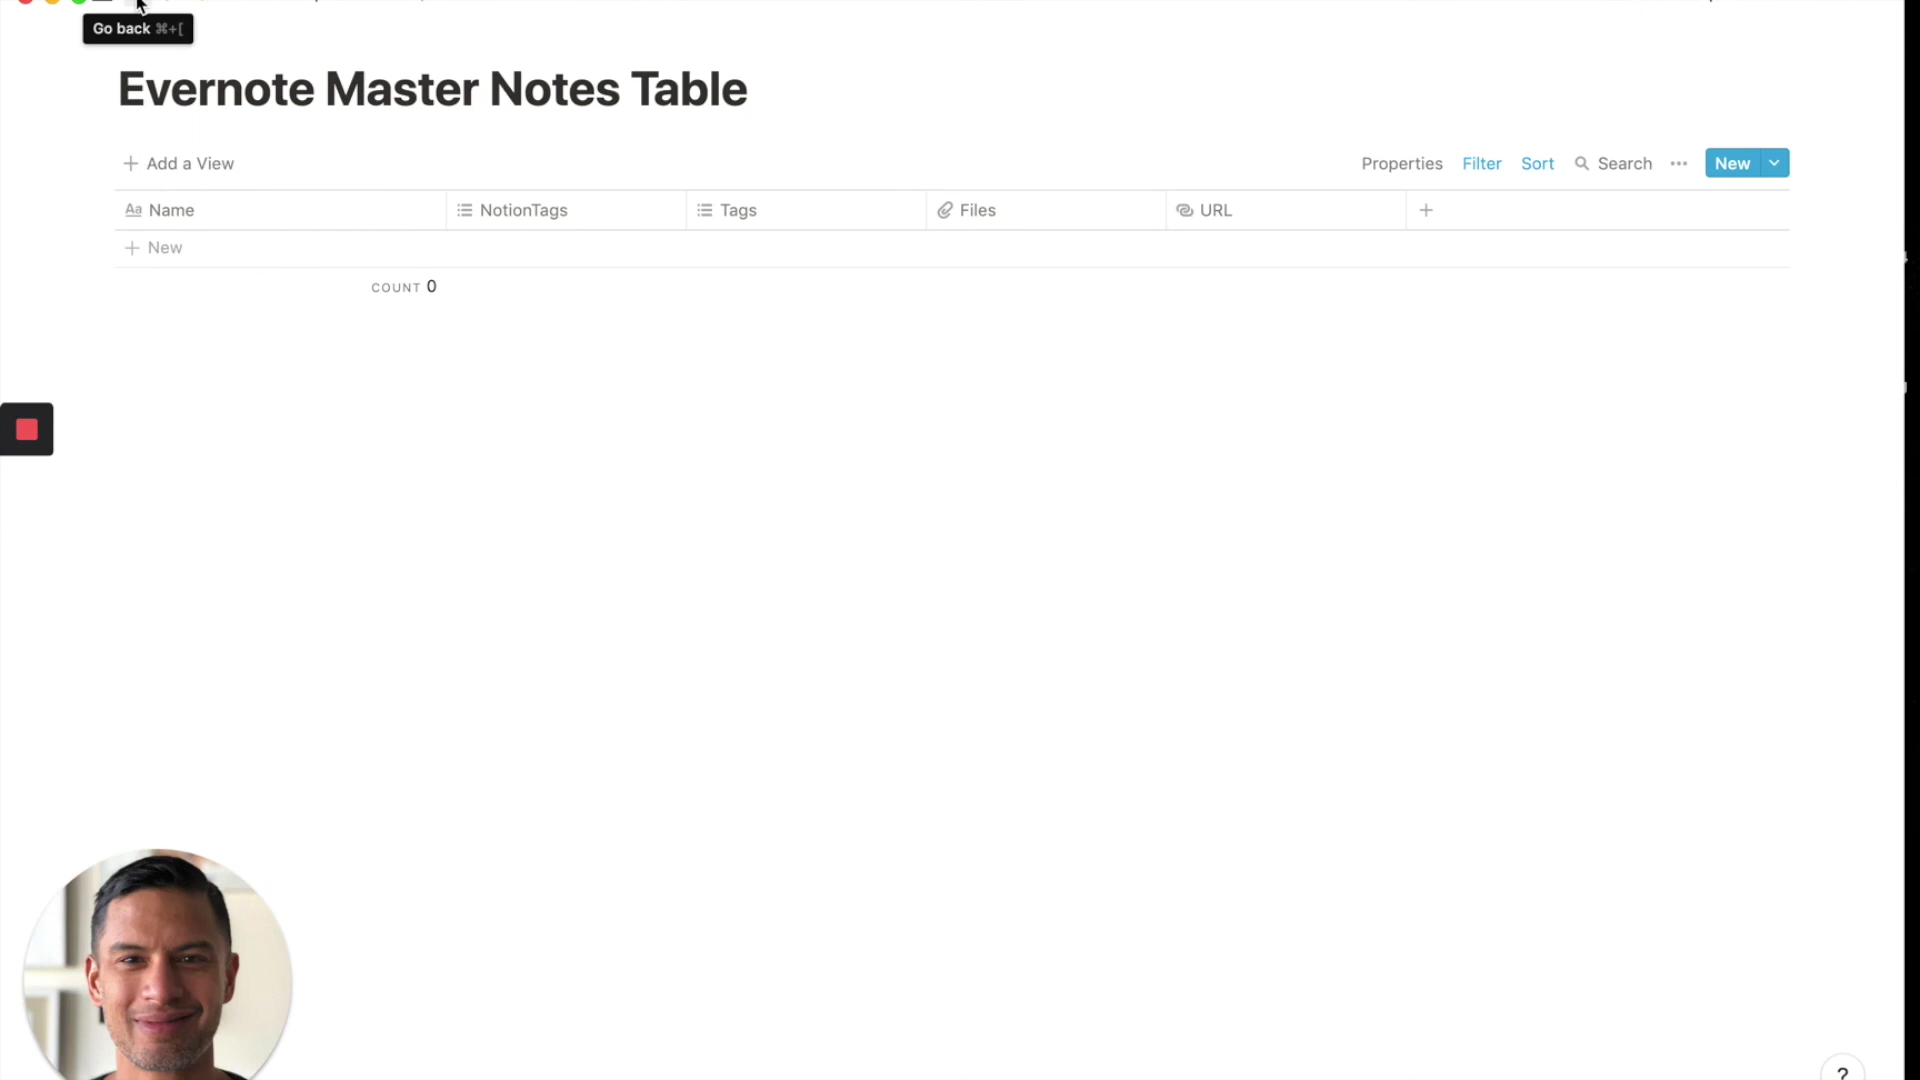 Go back ⌘+[
Evernote Master Notes Table
Add a View
Properties Filter Sort Search ··· New
Aa Name NotionTags Tags Files URL +
+ New
COUNT 0
?